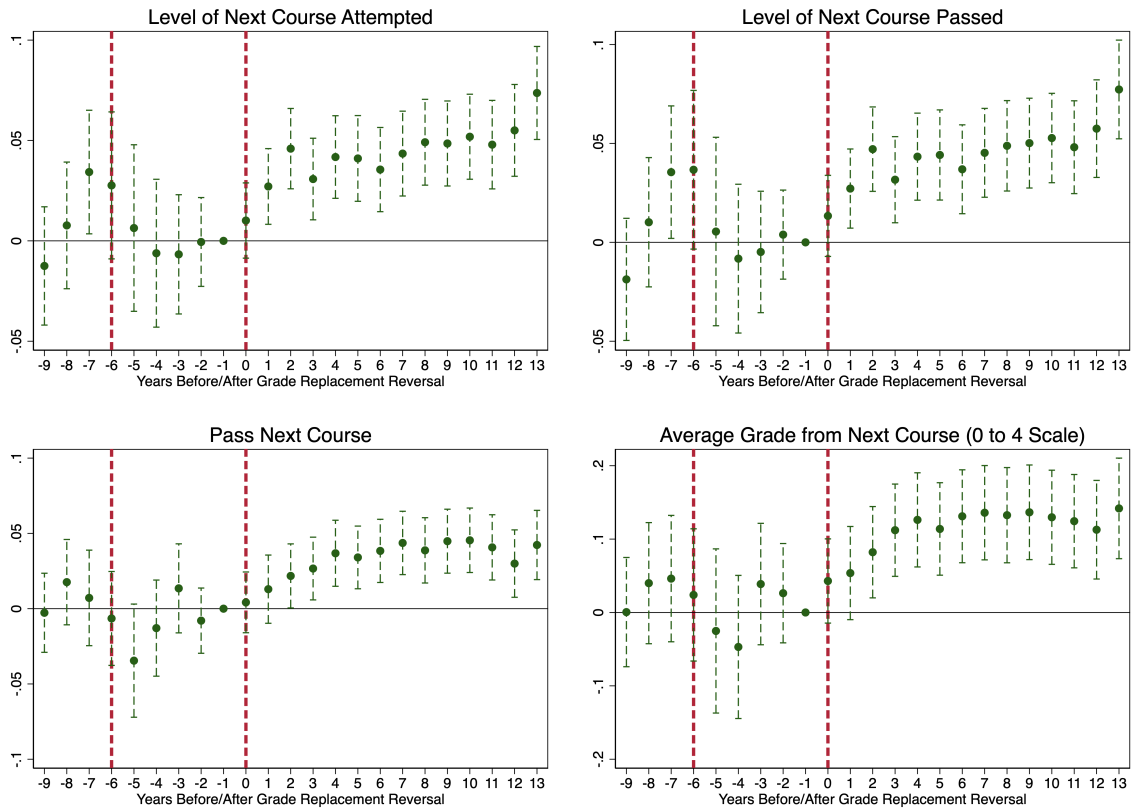 Level of Next Course Attempted
.1
.05
0
-.05
-9 -8 -7 -6 -5 -4 -3 -2 -1 0 1 2 3 4 5 6 7 8 9 10 11 12 13
Years Before/After Grade Replacement Reversal
Level of Next Course Passed
.1
.05
0
-.05
-9 -8 -7 -6 -5 -4 -3 -2 -1 0 1 2 3 4 5 6 7 8 9 10 11 12 13
Years Before/After Grade Replacement Reversal
Pass Next Course
.1
.05
0
-.05
-.1
-9 -8 -7 -6 -5 -4 -3 -2 -1 0 1 2 3 4 5 6 7 8 9 10 11 12 13
Years Before/After Grade Replacement Reversal
Average Grade from Next Course (0 to 4 Scale)
.2
.1
0
-.1
-.2
-9 -8 -7 -6 -5 -4 -3 -2 -1 0 1 2 3 4 5 6 7 8 9 10 11 12 13
Years Before/After Grade Replacement Reversal